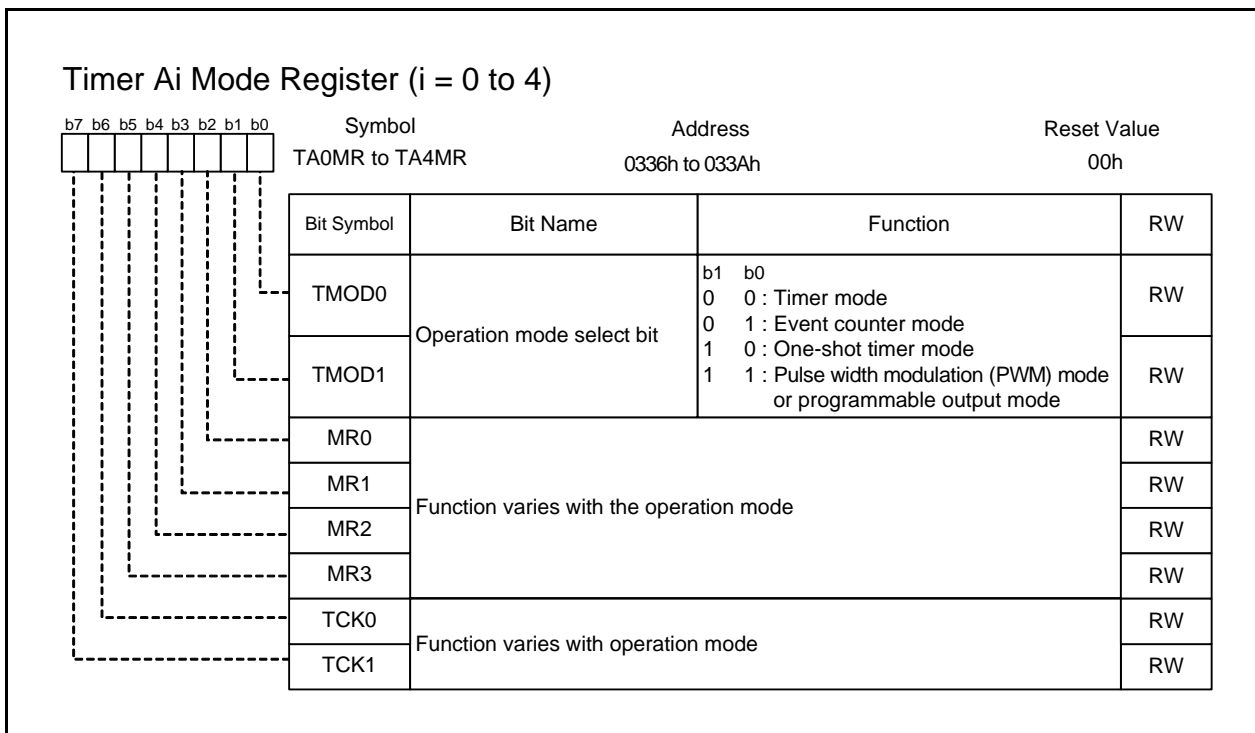 Timer Ai Mode Register (i = 0 to 4)
b7 b6 b5 b4 b3 b2 b1 b0
Symbol Address Reset Value
TA0MR to TA4MR 0336h to 033Ah 00h
Bit Symbol Bit Name Function RW
TMOD0 Operation mode select bit RW
b1 b0
0 0 : Timer mode
0 1 : Event counter mode
1 0 : One-shot timer mode
1 1 : Pulse width modulation (PWM) mode
or programmable output mode
TMOD1 RW
MR0 Function varies with the operation mode RW
MR1 RW
MR2 RW
MR3 RW
TCK0 Function varies with operation mode RW
TCK1 RW